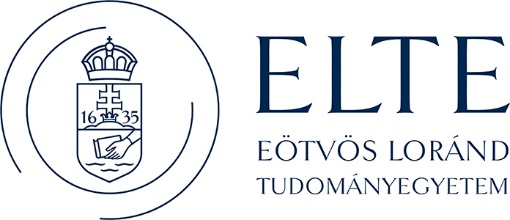 16 35
ELTE
EÖTVÖS LORÁND
TUDOMÁNYEGYETEM